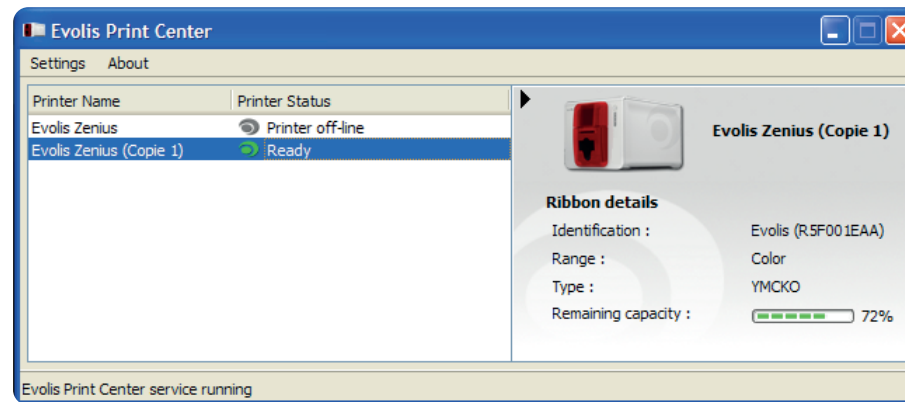 Evolis Print Center
Settings About
Printer Name Printer Status
Evolis Zenius Printer off-line
Evolis Zenius (Copie 1) Ready
Evolis Zenius (Copie 1)
Ribbon details
Identification : Evolis (R5F001EAA)
Range : Color
Type : YMCKO
Remaining capacity : 72%
Evolis Print Center service running